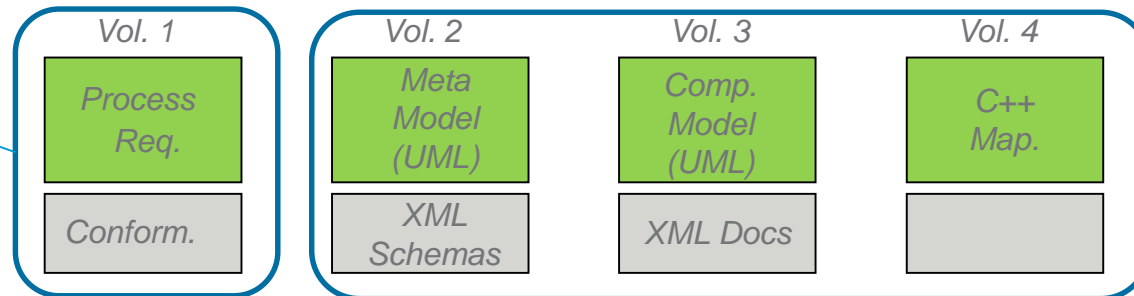 Vol. 1
Vol. 2
Vol. 3
Vol. 4
Process
Req.
Meta
Model
(UML)
Comp.
Model
(UML)
C++
Map.
Conform.
XML
Schemas
XML Docs